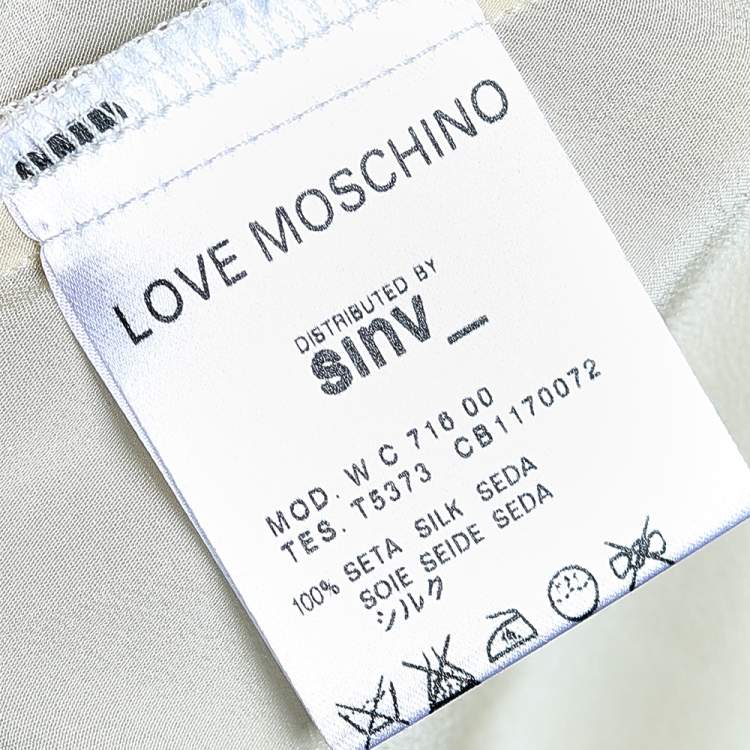 LOVE MOSCHINO
DISTRIBUTED BY
sınv_
MOD. W C 716 00
TES. T5373 CB1170072
100% SETA SILK SEDA
SOIE SEIDE SEDA
シルク